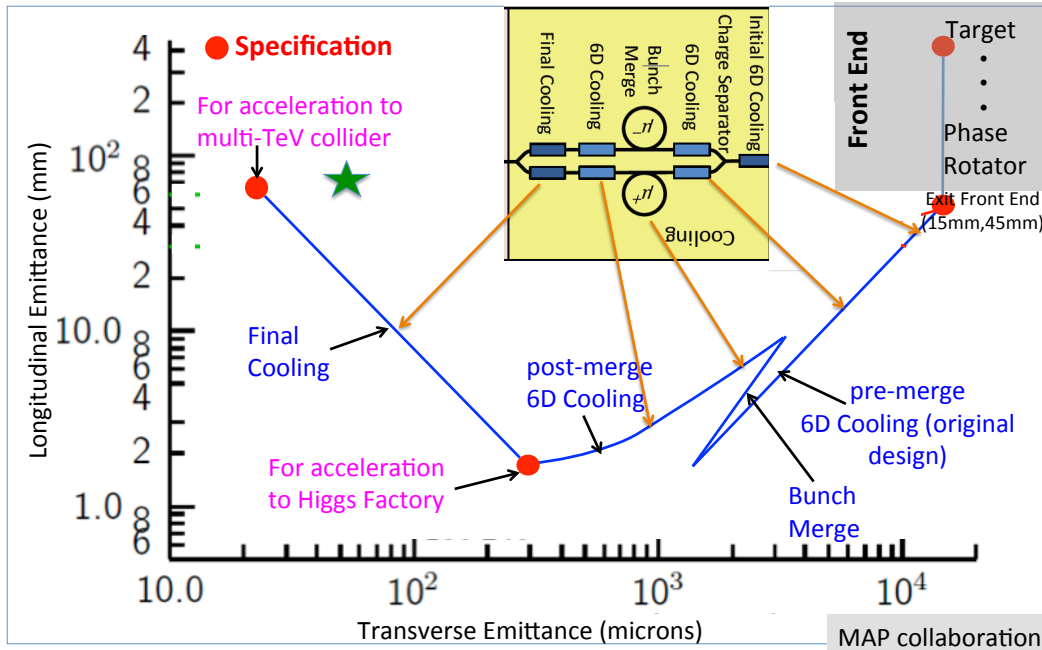 Specification
For acceleration to
multi-TeV collider
Final Cooling
6D Cooling
Bunch
Merge
6D Cooling
Charge Separator
Initial 6D Cooling
μ-
μ+
Cooling
Front End
Target
Phase
Rotator
Exit Front End
(15mm,45mm)
Longitudinal Emittance (mm)
4
2
10²
8
6
4
2
10.0
8
6
4
2
1.0
8
6
Final
Cooling
post-merge
6D Cooling
pre-merge
6D Cooling (original
design)
For acceleration
to Higgs Factory
Bunch
Merge
10.0
10²
10³
10⁴
Transverse Emittance (microns)
MAP collaboration